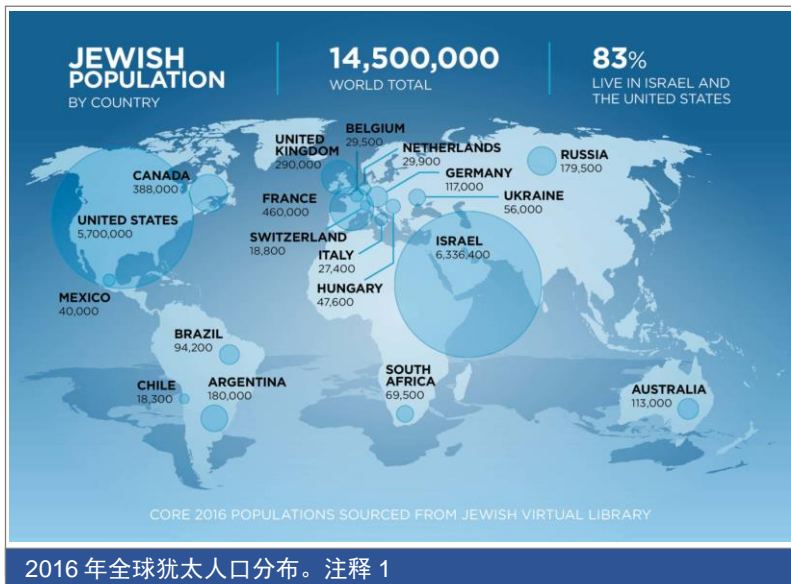 JEWISH
POPULATION
BY COUNTRY
14,500,000
WORLD TOTAL
83%
LIVE IN ISRAEL AND
THE UNITED STATES
BELGIUM
29,500
UNITED
KINGDOM
290,000
NETHERLANDS
29,900
RUSSIA
179,500
CANADA
388,000
GERMANY
117,000
FRANCE
460,000
UKRAINE
56,000
UNITED STATES
5,700,000
SWITZERLAND
18,800
ISRAEL
6,336,400
ITALY
27,400
HUNGARY
47,600
MEXICO
40,000
BRAZIL
94,200
CHILE
18,300
ARGENTINA
180,000
SOUTH
AFRICA
69,500
AUSTRALIA
113,000
CORE 2016 POPULATIONS SOURCED FROM JEWISH VIRTUAL LIBRARY
2016 年全球犹太人口分布。注释 1